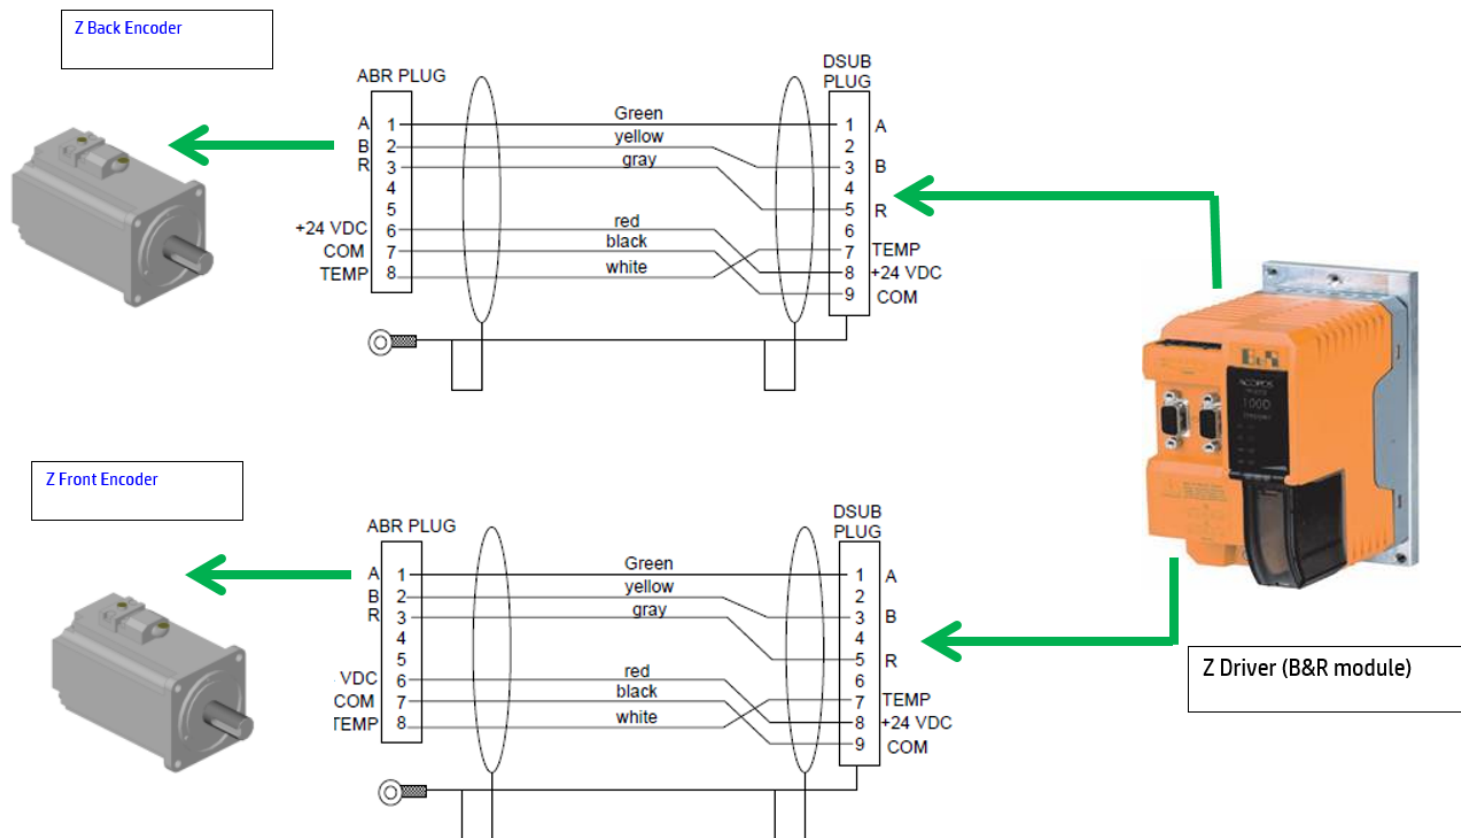 Z Back Encoder
ABR PLUG
DSUB
PLUG
A 1 Green 1 A
B 2 yellow 2
R 3 gray 3 B
4 4
5 5 R
+24 VDC 6 red 6
COM 7 black 7 TEMP
TEMP 8 white 8 +24 VDC
9 COM
B&R
ACOPOS
1000
Z Front Encoder
ABR PLUG
DSUB
PLUG
A 1 Green 1 A
B 2 yellow 2
R 3 gray 3 B
4 4
5 5 R
VDC 6 red 6
COM 7 black 7 TEMP
TEMP 8 white 8 +24 VDC
9 COM
Z Driver (B&R module)